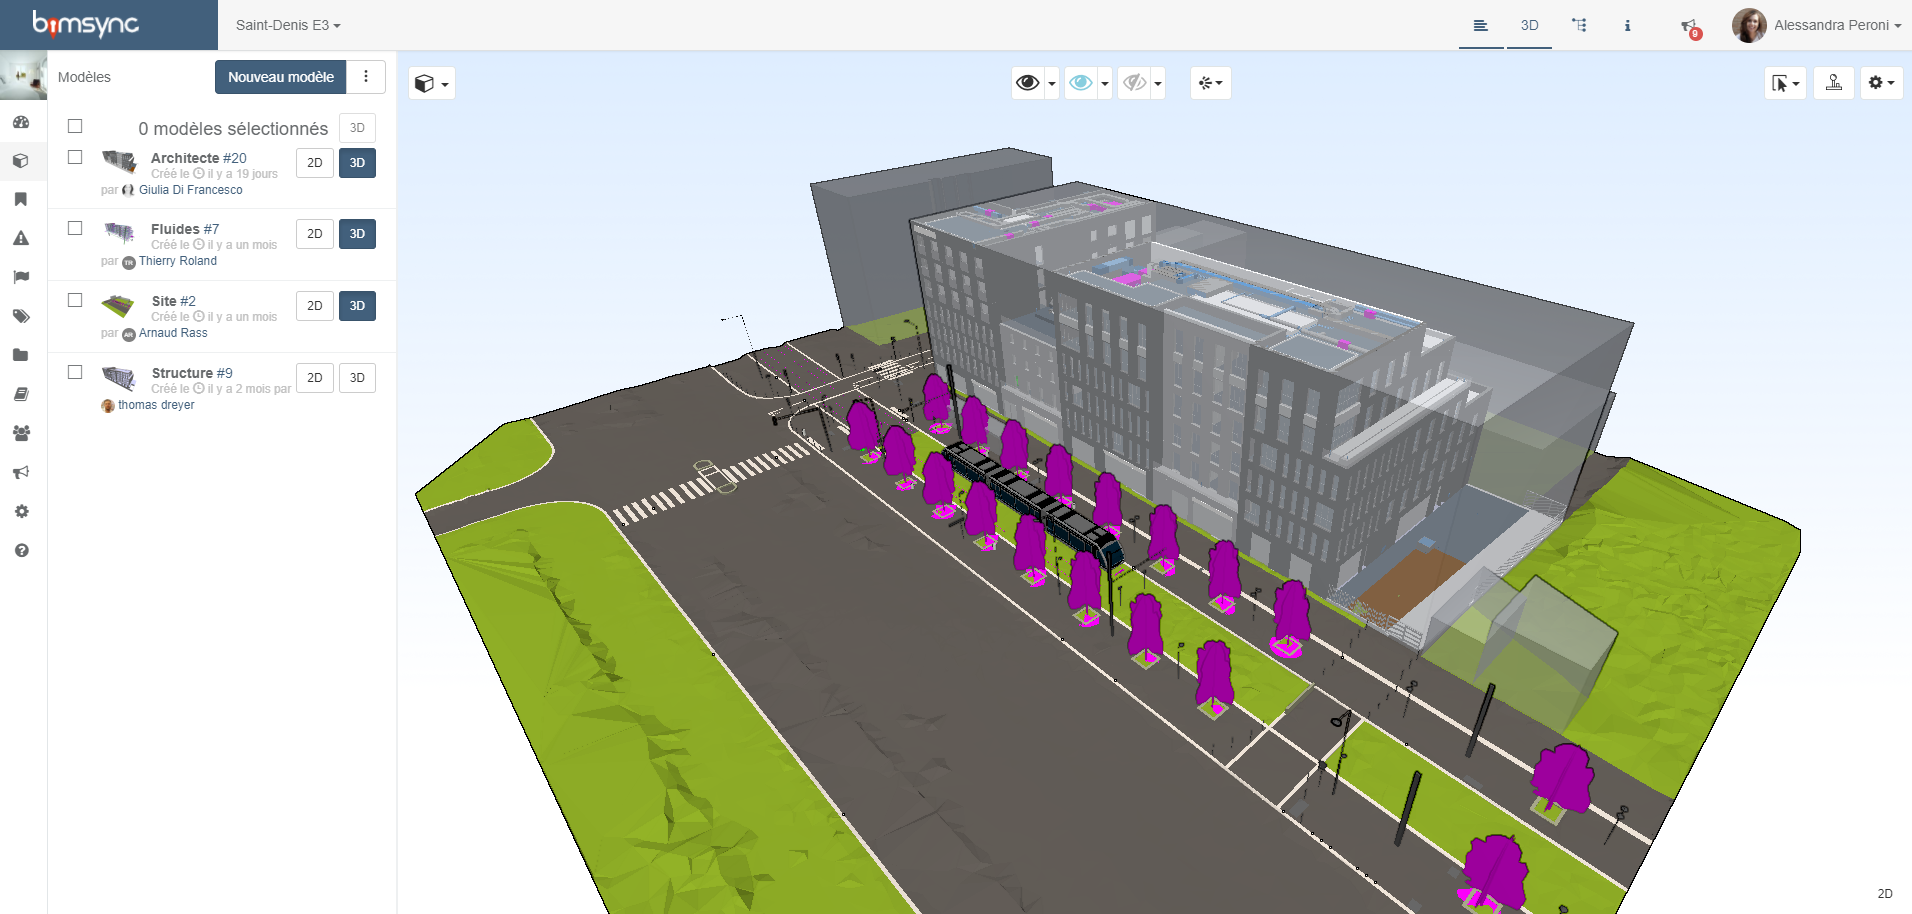 bimsync
Saint-Denis E3
3D
9
Alessandra Peroni
Modèles
Nouveau modèle
0 modèles sélectionnés
3D
Architecte #20
2D
3D
Créé le il y a 19 jours
par Giulia Di Francesco
Fluides #7
2D
3D
Créé le il y a un mois
par TR Thierry Roland
Site #2
2D
3D
Créé le il y a un mois
par AR Arnaud Rass
Structure #9
2D
3D
Créé le il y a 2 mois par
thomas dreyer
2D